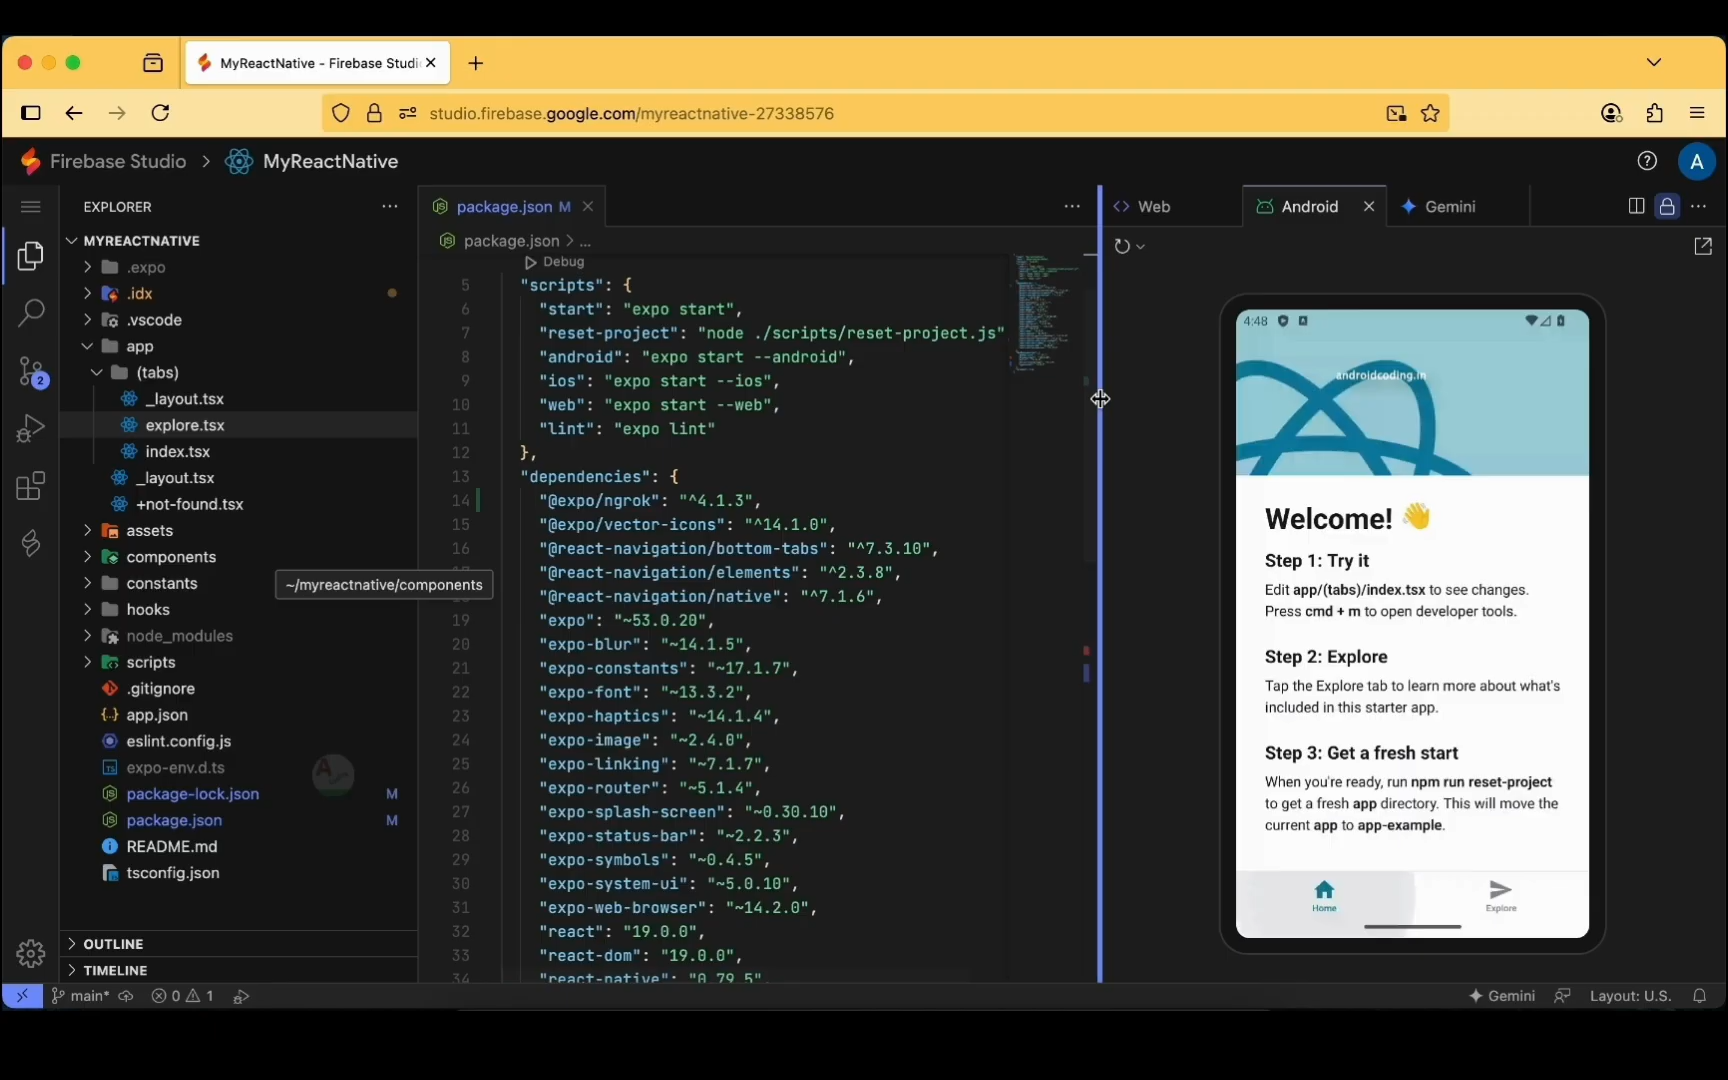 MyReactNative - Firebase Studi
studio.firebase.google.com/myreactnative-27338576
Firebase Studio > MyReactNative
A
EXPLORER
MYREACTNATIVE
.expo
.idx
.vscode
app
(tabs)
_layout.tsx
explore.tsx
index.tsx
_layout.tsx
+not-found.tsx
assets
components
constants
~/myreactnative/components
hooks
node_modules
scripts
.gitignore
app.json
eslint.config.js
expo-env.d.ts
package-lock.json M
package.json M
README.md
tsconfig.json
OUTLINE
TIMELINE
2
package.json M
package.json > ...
Debug
5 "scripts": {
6 "start": "expo start",
7 "reset-project": "node ./scripts/reset-project.js"
8 "android": "expo start --android",
9 "ios": "expo start --ios",
10 "web": "expo start --web",
11 "lint": "expo lint"
12 },
13 "dependencies": {
14 "@expo/ngrok": "^4.1.3",
15 "@expo/vector-icons": "^14.1.0",
16 "@react-navigation/bottom-tabs": "^7.3.10",
"@react-navigation/elements": "^2.3.8",
"@react-navigation/native": "^7.1.6",
19 "expo": "~53.0.20",
20 "expo-blur": "~14.1.5",
21 "expo-constants": "~17.1.7",
22 "expo-font": "~13.3.2",
23 "expo-haptics": "~14.1.4",
24 "expo-image": "~2.4.0",
25 "expo-linking": "~7.1.7",
26 "expo-router": "~5.1.4",
27 "expo-splash-screen": "~0.30.10",
28 "expo-status-bar": "~2.2.3",
29 "expo-symbols": "~0.4.5",
30 "expo-system-ui": "~5.0.10",
31 "expo-web-browser": "~14.2.0",
32 "react": "19.0.0",
33 "react-dom": "19.0.0",
34 "react-native": "0.79.5"
Web
Android
Gemini
4:48
androidcoding.in
Welcome! 👋
Step 1: Try it
Edit app/(tabs)/index.tsx to see changes.
Press cmd + m to open developer tools.
Step 2: Explore
Tap the Explore tab to learn more about what's
included in this starter app.
Step 3: Get a fresh start
When you're ready, run npm run reset-project
to get a fresh app directory. This will move the
current app to app-example.
Home
Explore
main*
0
1
Gemini
Layout: U.S.